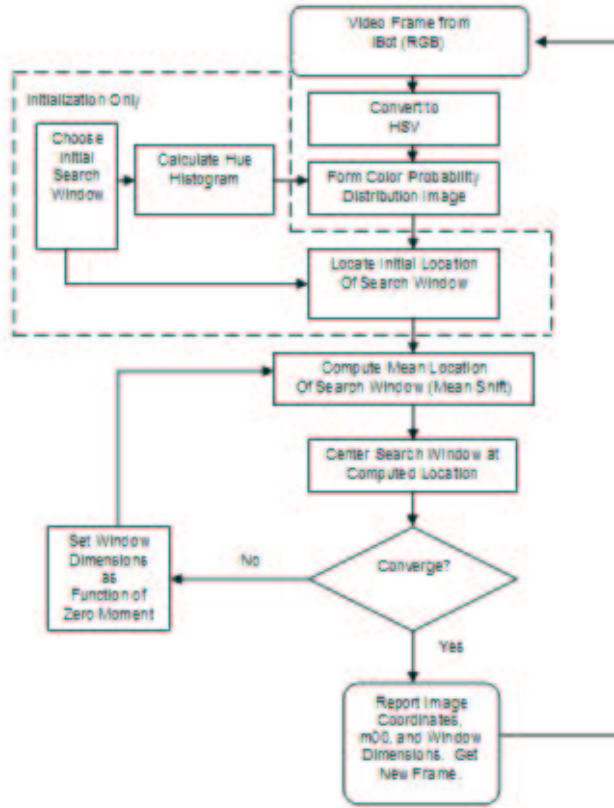 Video Frame from
IBot (RGB)
Initialization Only
Convert to
HSV
Choose
Initial
Search
Window
Calculate Hue
Histogram
Form Color Probability
Distribution Image
Locate Initial Location
Of Search Window
Compute Mean Location
Of Search Window (Mean Shift)
Center Search Window at
Computed Location
Set Window
Dimensions
as
Function of
Zero Moment
No
Converge?
Yes
Report Image
Coordinates,
m00, and Window
Dimensions. Get
New Frame.